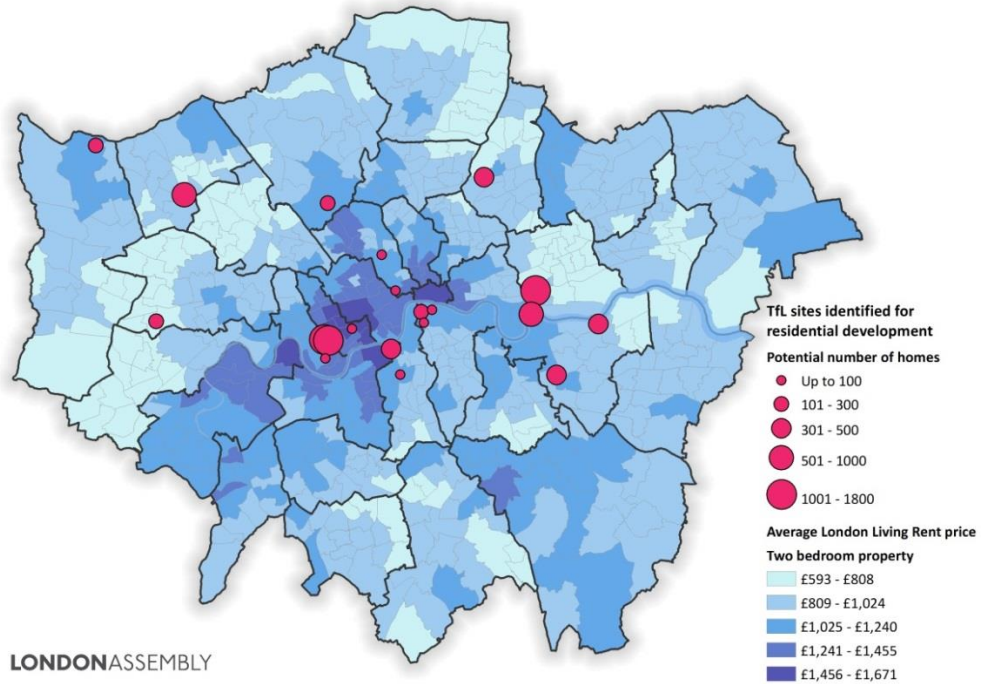 TfL sites identified for
residential development
Potential number of homes
Up to 100
101 - 300
301 - 500
501 - 1000
1001 - 1800
Average London Living Rent price
Two bedroom property
£593 - £808
£809 - £1,024
£1,025 - £1,240
£1,241 - £1,455
£1,456 - £1,671
LONDONASSEMBLY